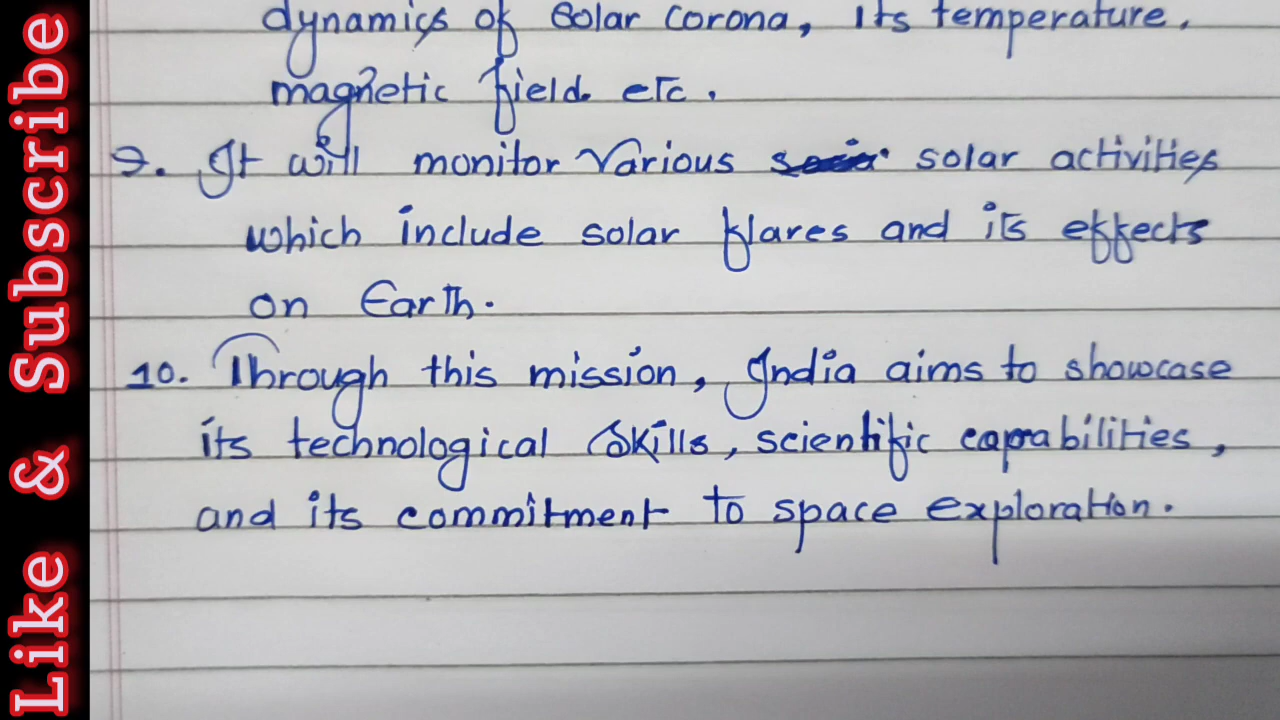 dynamics of Solar corona, its temperature,
magnetic field. etc.
9. It will monitor various solar activities
which include solar flares and its effects
on Earth.
10. Through this mission, India aims to showcase
its technological skills, scientific capabilities,
and its commitment to space exploration.
Like & Subscribe